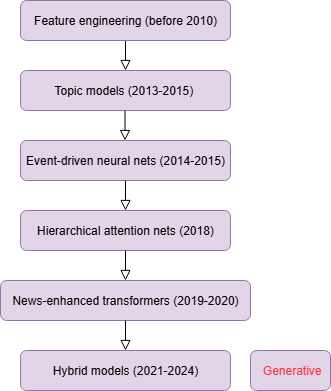 Feature engineering (before 2010)
Topic models (2013-2015)
Event-driven neural nets (2014-2015)
Hierarchical attention nets (2018)
News-enhanced transformers (2019-2020)
Hybrid models (2021-2024)
Generative